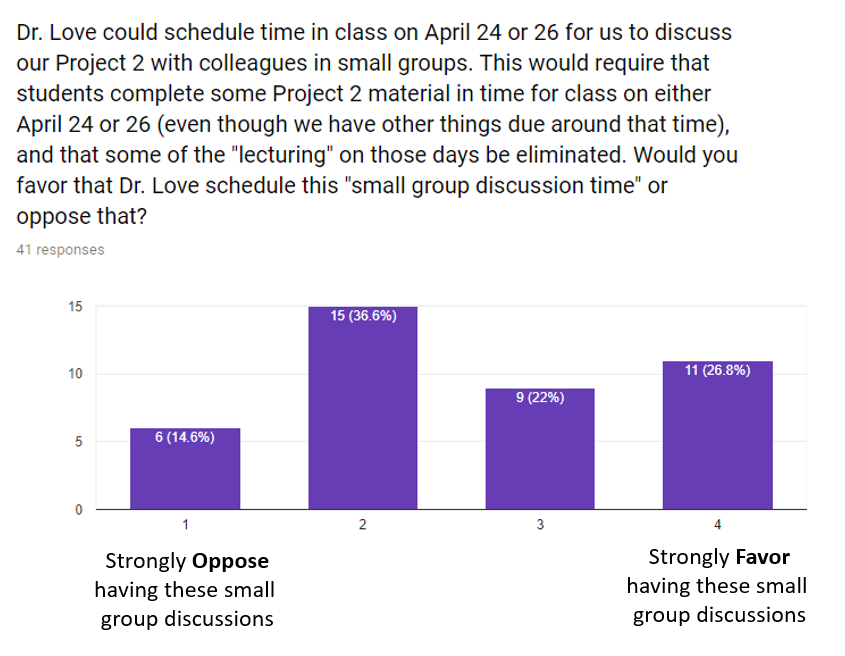 Dr. Love could schedule time in class on April 24 or 26 for us to discuss
our Project 2 with colleagues in small groups. This would require that
students complete some Project 2 material in time for class on either
April 24 or 26 (even though we have other things due around that time),
and that some of the "lecturing" on those days be eliminated. Would you
favor that Dr. Love schedule this "small group discussion time" or
oppose that?
41 responses
15
10
5
0
6 (14.6%)
15 (36.6%)
9 (22%)
11 (26.8%)
1
2
3
4
Strongly Oppose
having these small
group discussions
Strongly Favor
having these small
group discussions